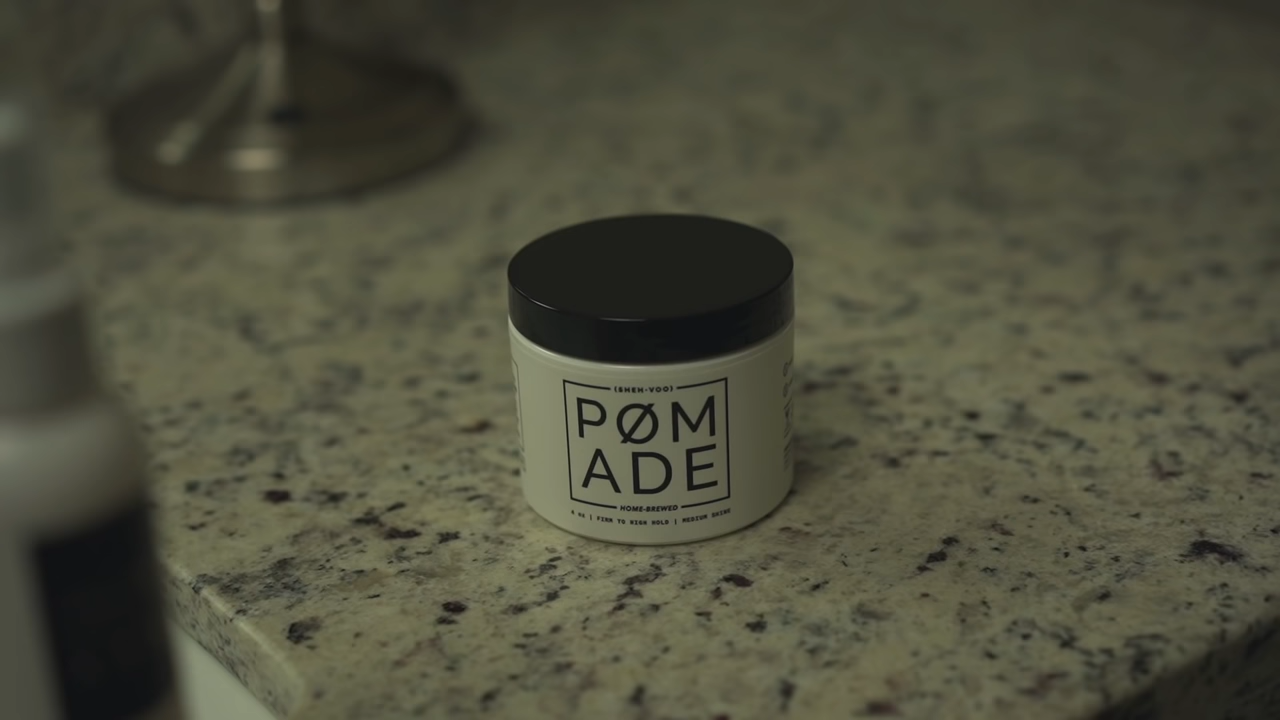 (SHEH-VOO)
PØM
ADE
HOME-BREWED
4 oz | FIRM TO HIGH HOLD | MEDIUM SHINE